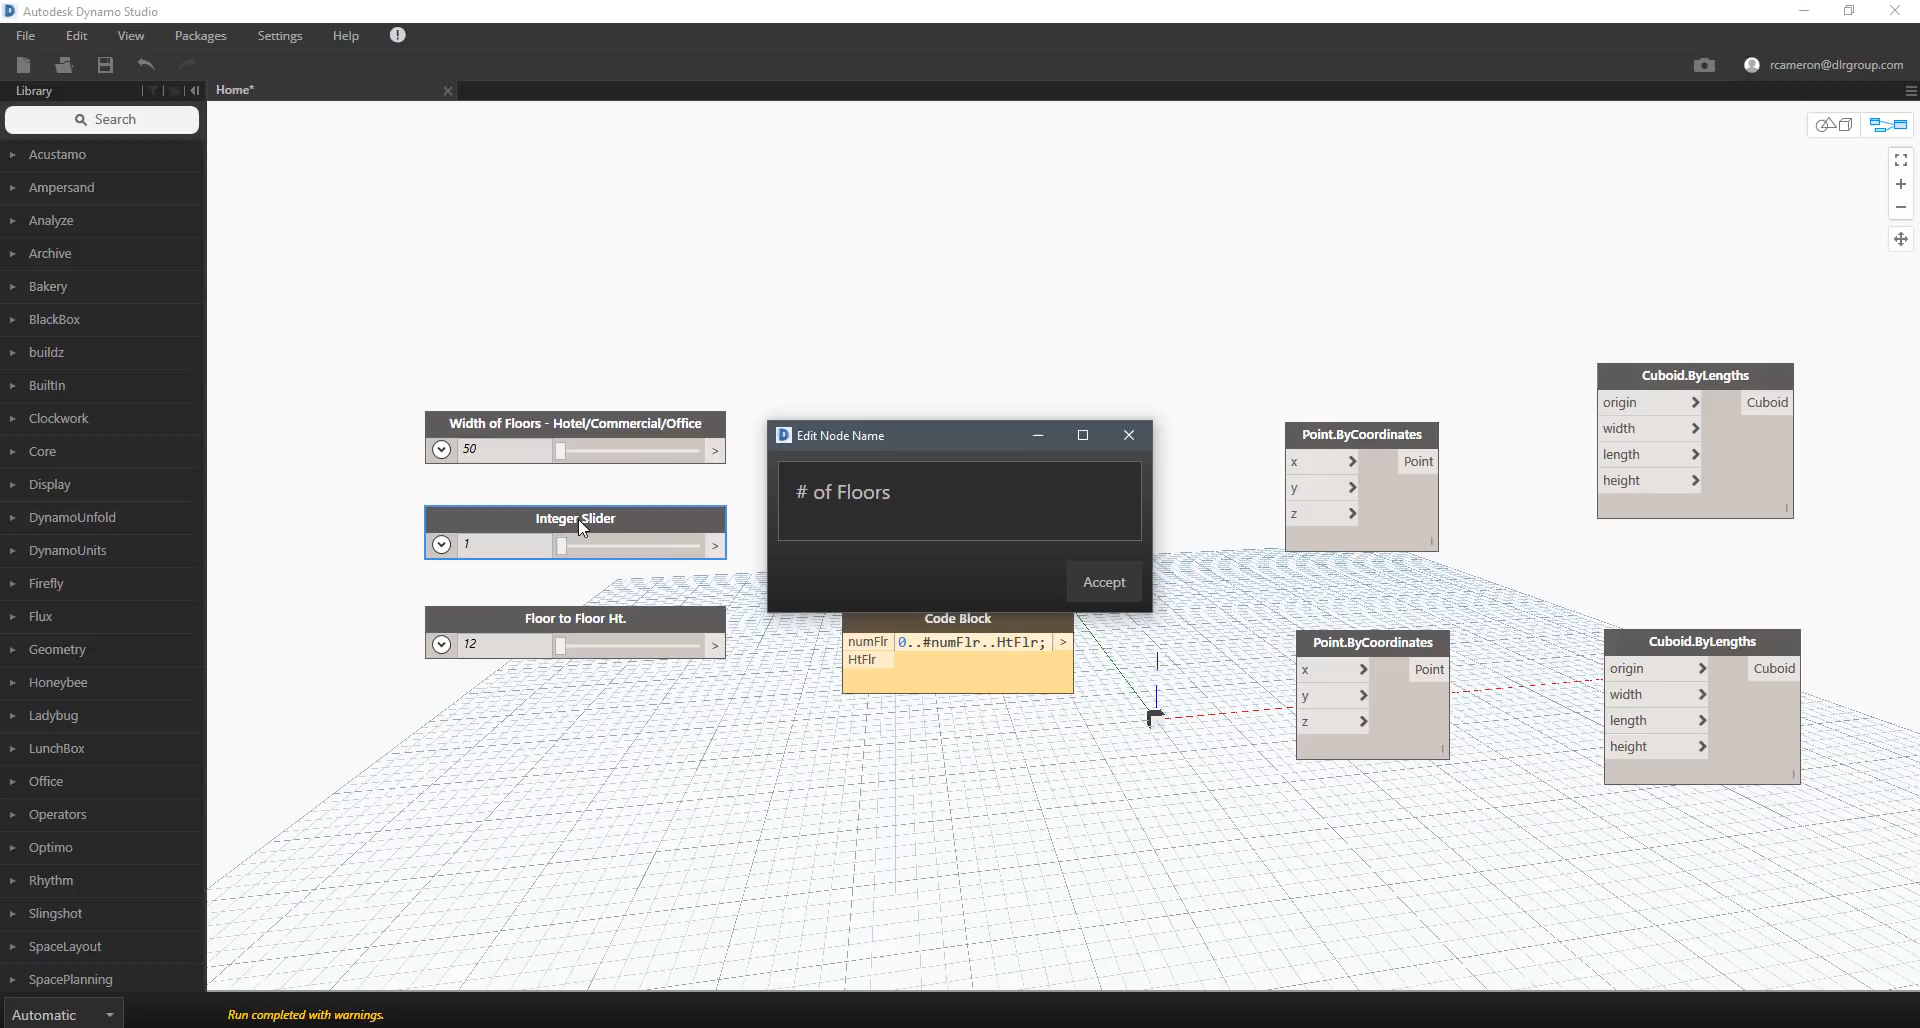 Autodesk Dynamo Studio
File Edit View Packages Settings Help
rcameron@dlrgroup.com
Library
Home*
Search
Acustamo
Ampersand
Analyze
Archive
Bakery
BlackBox
buildz
BuiltIn
Clockwork
Core
Display
DynamoUnfold
DynamoUnits
Firefly
Flux
Forms
Geometry
Honeybee
Ladybug
LunchBox
Office
Operators
Optimo
Rhythm
Slingshot
SpaceLayout
SpacePlanning
Width of Floors - Hotel/Commercial/Office
50 >
Integer Slider
1 >
Floor to Floor Ht.
12 >
Edit Node Name
# of Floors
Accept
Code Block
numFlr 0..#numFlr..HtFlr; >
HtFlr
Point.ByCoordinates
x > Point
y >
z >
Cuboid.ByLengths
origin > Cuboid
width >
length >
height >
Point.ByCoordinates
x > Point
y >
z >
Cuboid.ByLengths
origin > Cuboid
width >
length >
height >
Automatic
Run completed with warnings.